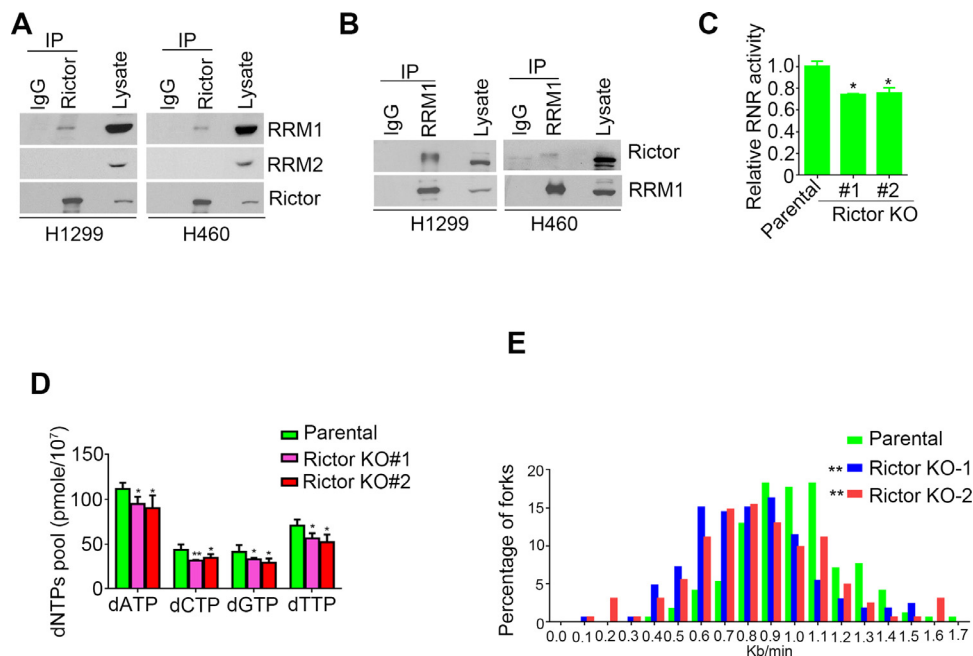 A
IP
IgG
Rictor
Lysate
IP
IgG
Rictor
Lysate
RRM1
RRM2
Rictor
H1299
H460
B
IP
IgG
RRM1
Lysate
IP
IgG
RRM1
Lysate
Rictor
RRM1
H1299
H460
C
Relative RNR activity
1.0
0.8
0.6
0.4
0.2
0
* *
Parental
#1 #2
Rictor KO
D
dNTPs pool (pmole/10⁷)
150
100
50
0
Parental
Rictor KO#1
Rictor KO#2
* * ** * * * * *
dATP dCTP dGTP dTTP
E
Percentage of forks
20
15
10
5
0
Parental
** Rictor KO-1
** Rictor KO-2
0.0 0.1 0.2 0.3 0.4 0.5 0.6 0.7 0.8 0.9 1.0 1.1 1.2 1.3 1.4 1.5 1.6 1.7
Kb/min